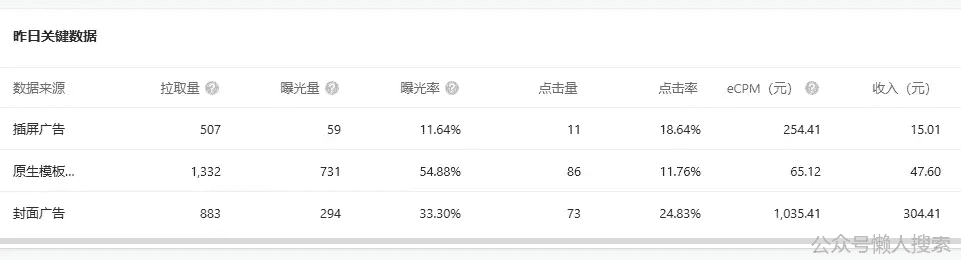 昨日关键数据
数据来源 拉取量 ? 曝光量 ? 曝光率 ? 点击量 点击率 eCPM（元） ? 收入（元）
插屏广告 507 59 11.64% 11 18.64% 254.41 15.01
原生模板... 1,332 731 54.88% 86 11.76% 65.12 47.60
封面广告 883 294 33.30% 73 24.83% 1,035.41 304.41
公众号懒人搜索